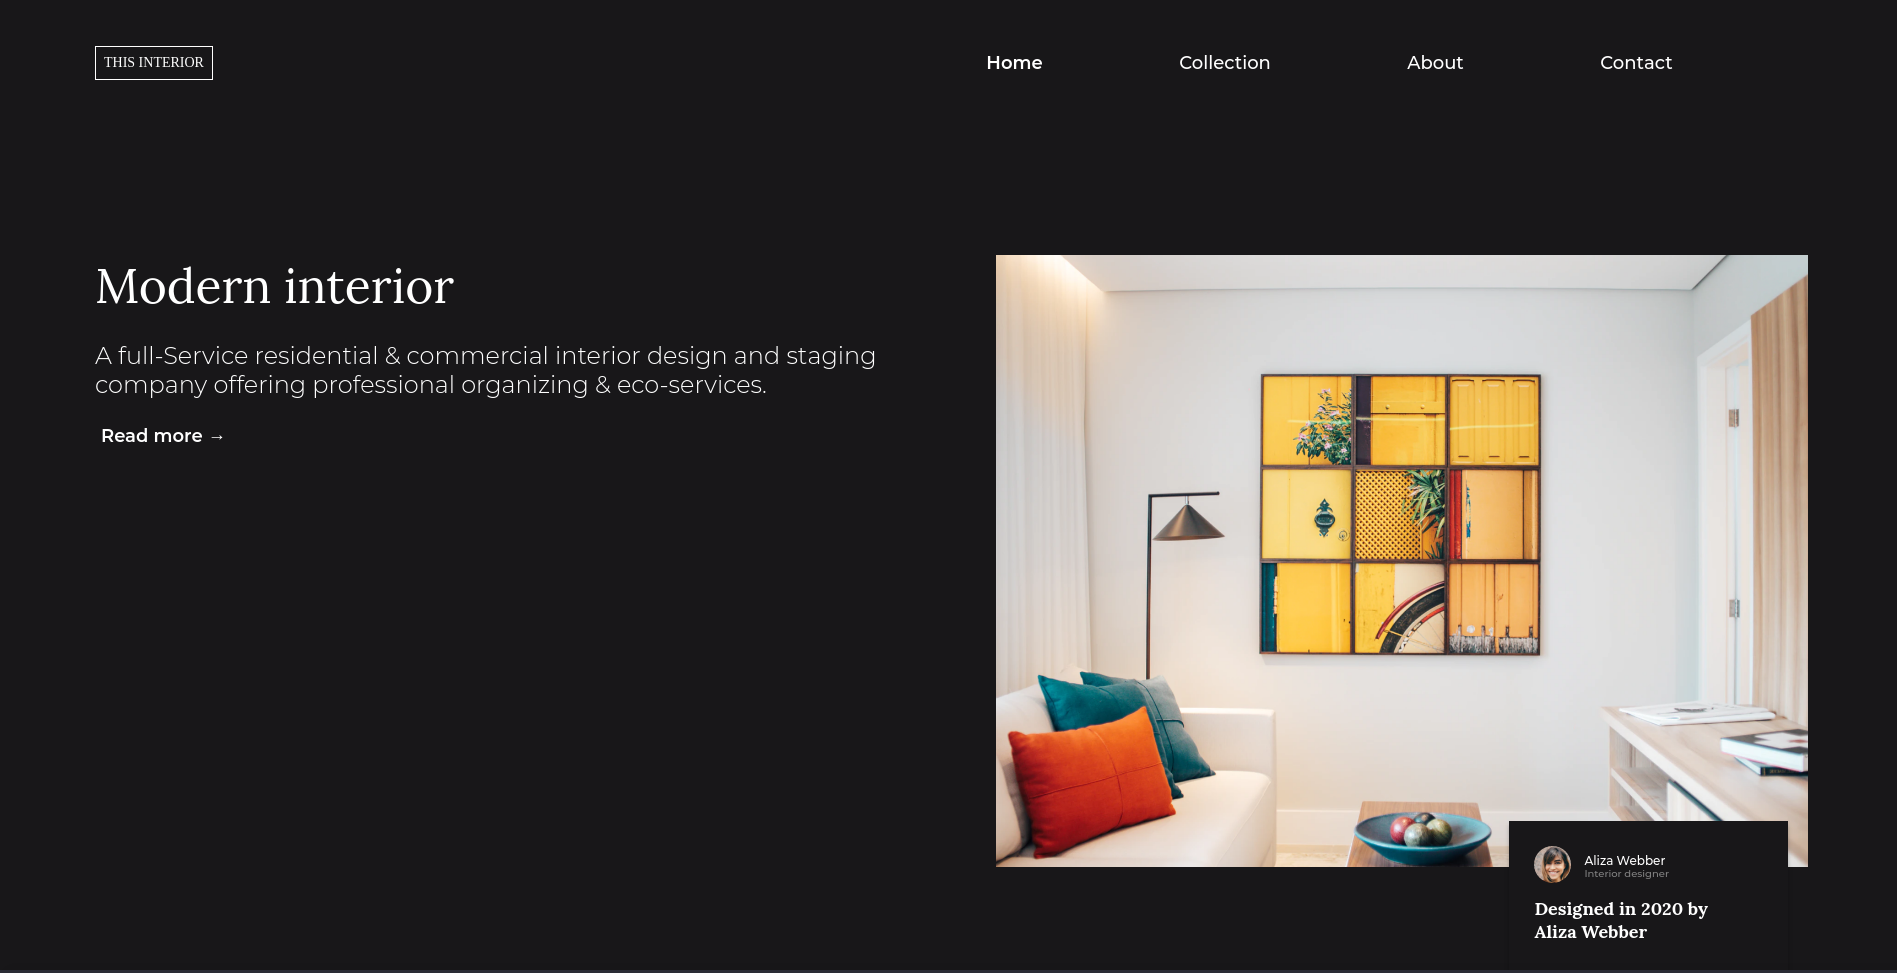 THIS INTERIOR
Home
Collection
About
Contact
Modern interior
A full-Service residential & commercial interior design and staging
company offering professional organizing & eco-services.
Read more →
Aliza Webber
Interior designer
Designed in 2020 by
Aliza Webber